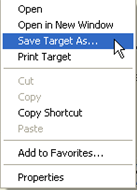 Open
Open in New Window
Save Target As...
Print Target
Cut
Copy
Copy Shortcut
Paste
Add to Favorites...
Properties